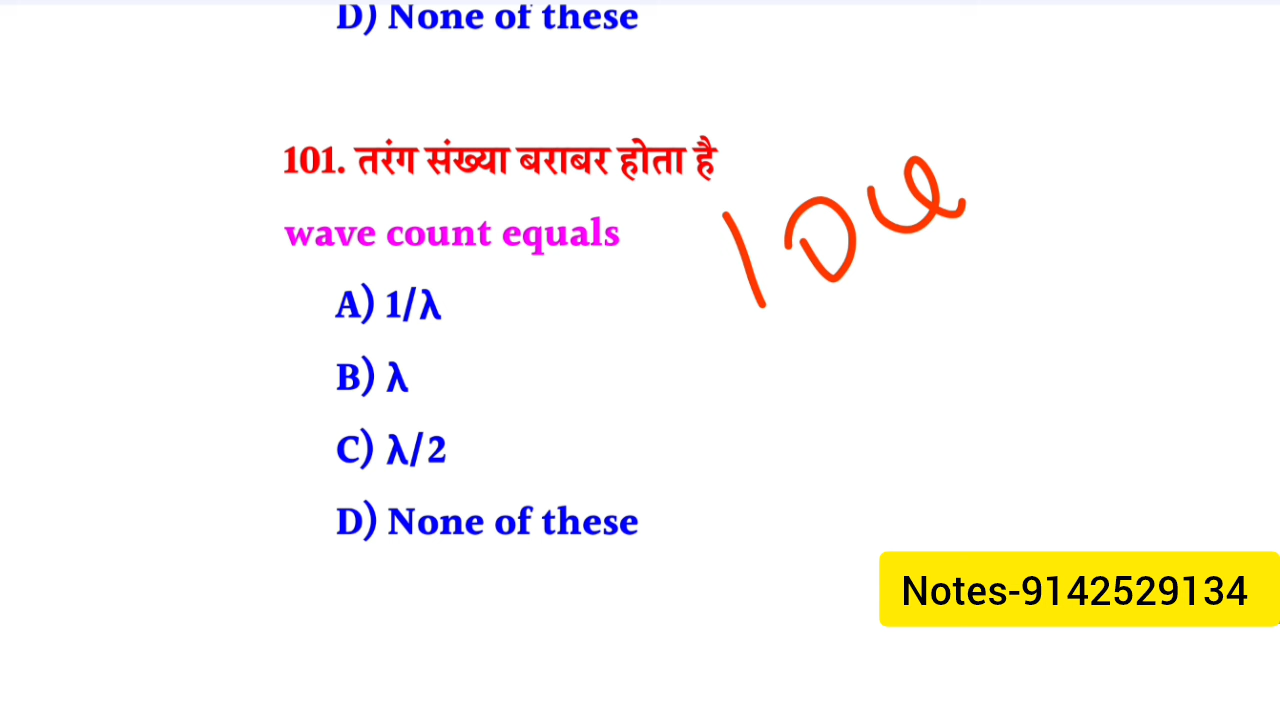 D) None of these
101. तरंग संख्या बराबर होता है
wave count equals
A) 1/λ
B) λ
C) λ/2
D) None of these
Notes-9142529134